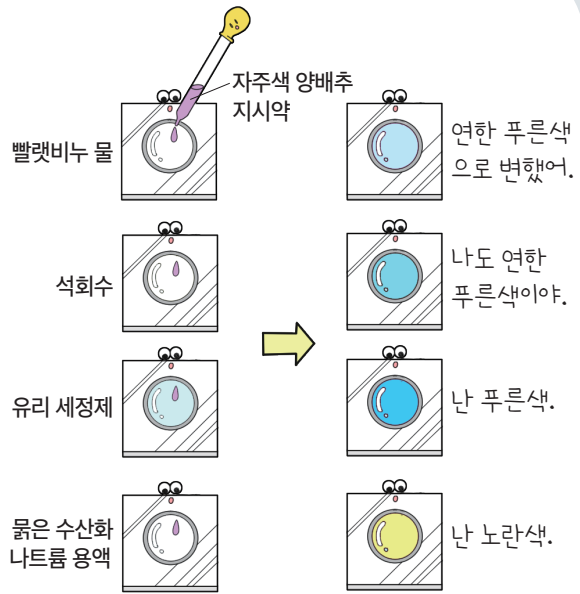 자주색 양배추
지시약
빨랫비누 물
연한 푸른색
으로 변했어.
석회수
나도 연한
푸른색이야.
유리 세정제
난 푸른색.
묽은 수산화
나트륨 용액
난 노란색.